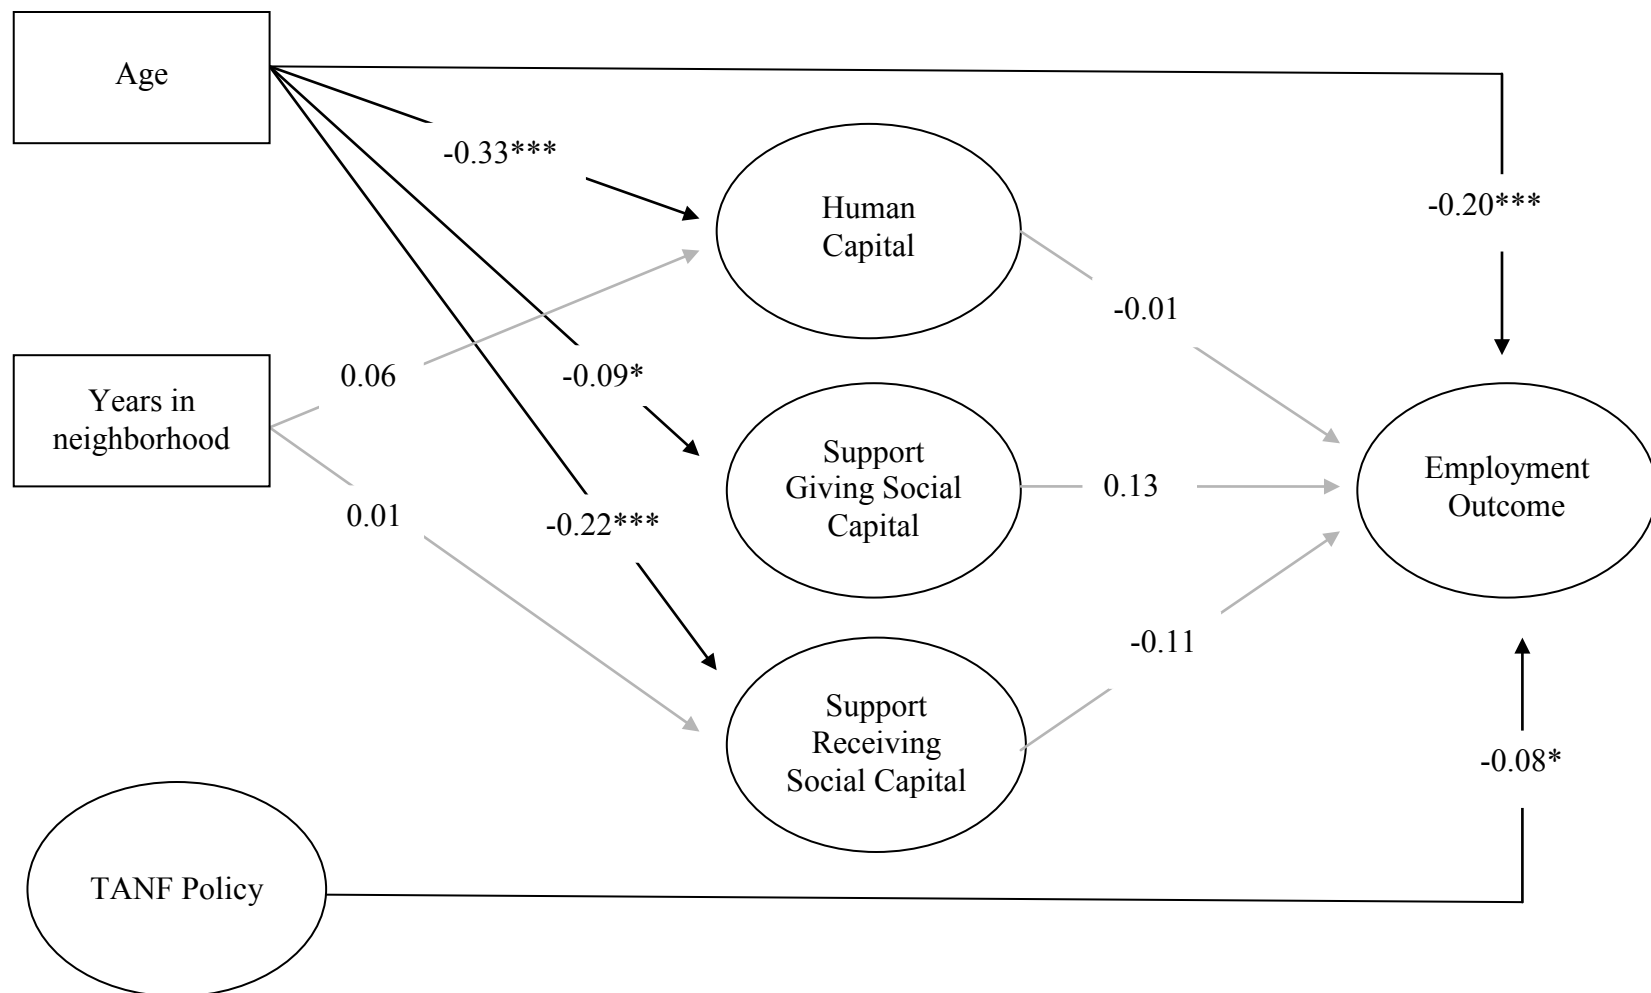 Age
-0.33***
Human
Capital
-0.20***
-0.01
Years in
neighborhood
0.06
-0.09*
Support
Giving Social
Capital
0.13
Employment
Outcome
0.01
-0.22***
-0.11
Support
Receiving
Social Capital
-0.08*
TANF Policy